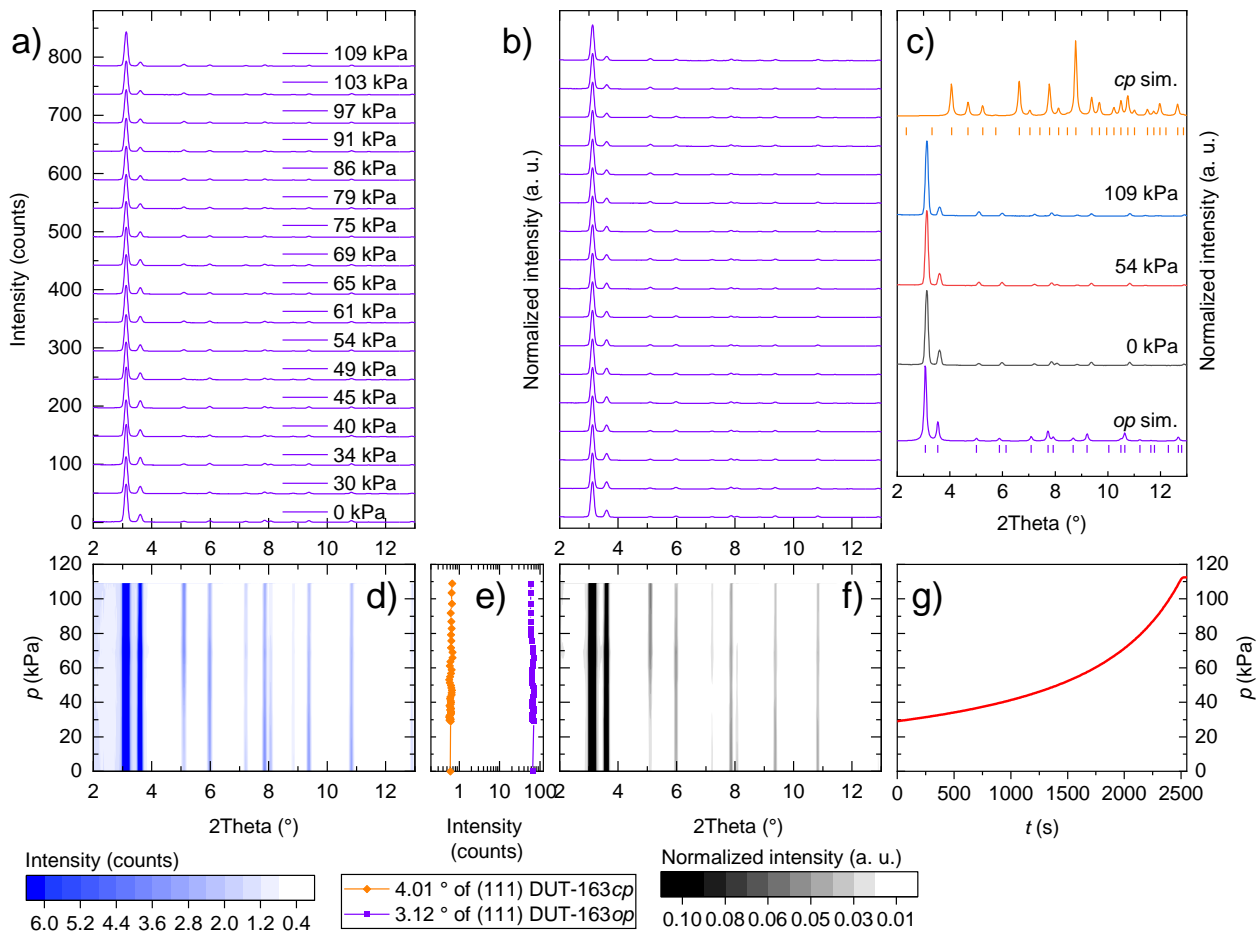 a)
800
700
600
500
400
300
200
100
0
Intensity (counts)
109 kPa
103 kPa
97 kPa
91 kPa
86 kPa
79 kPa
75 kPa
69 kPa
65 kPa
61 kPa
54 kPa
49 kPa
45 kPa
40 kPa
34 kPa
30 kPa
0 kPa
2 4 6 8 10 12
b)
Normalized intensity (a. u.)
2 4 6 8 10 12
c)
cp sim.
109 kPa
54 kPa
0 kPa
op sim.
Normalized intensity (a. u.)
2 4 6 8 10 12
2Theta (°)
d)
120
100
80
60
40
20
0
p (kPa)
2 4 6 8 10 12
2Theta (°)
e)
1 100
Intensity
(counts)
f)
2 4 6 8 10 12
2Theta (°)
g)
120
100
80
60
40
20
0
p (kPa)
0 500 1000 1500 2000 2500
t (s)
Intensity (counts)
6.0 5.2 4.4 3.6 2.8 2.0 1.2 0.4
4.01 ° of (111) DUT-163cp
3.12 ° of (111) DUT-163op
Normalized intensity (a. u.)
0.10 0.08 0.06 0.05 0.03 0.01